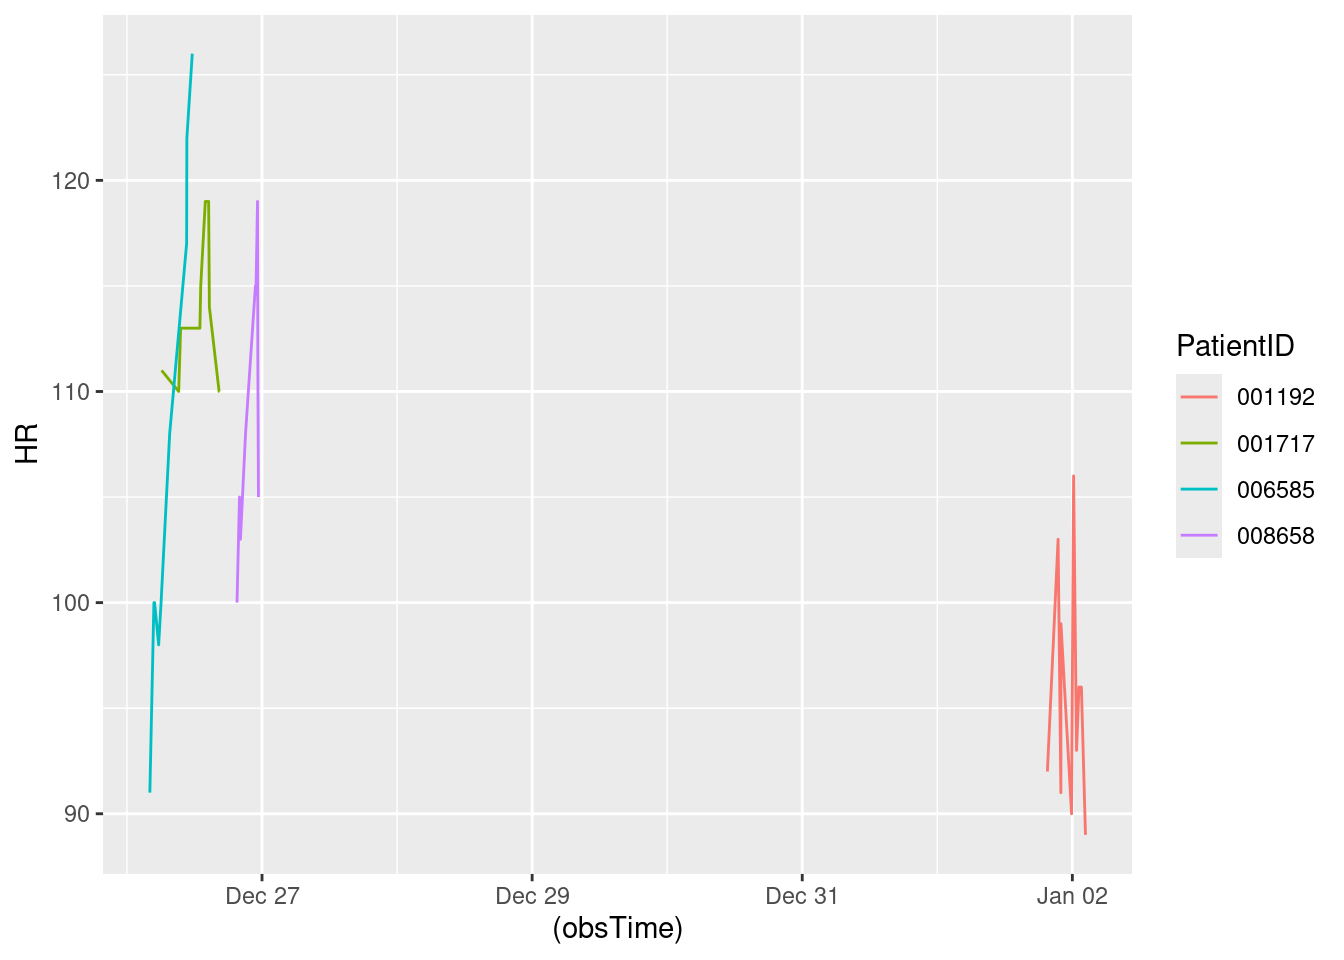 120
110
100
90
HR
Dec 27
Dec 29
Dec 31
Jan 02
(obsTime)
PatientID
001192
001717
006585
008658